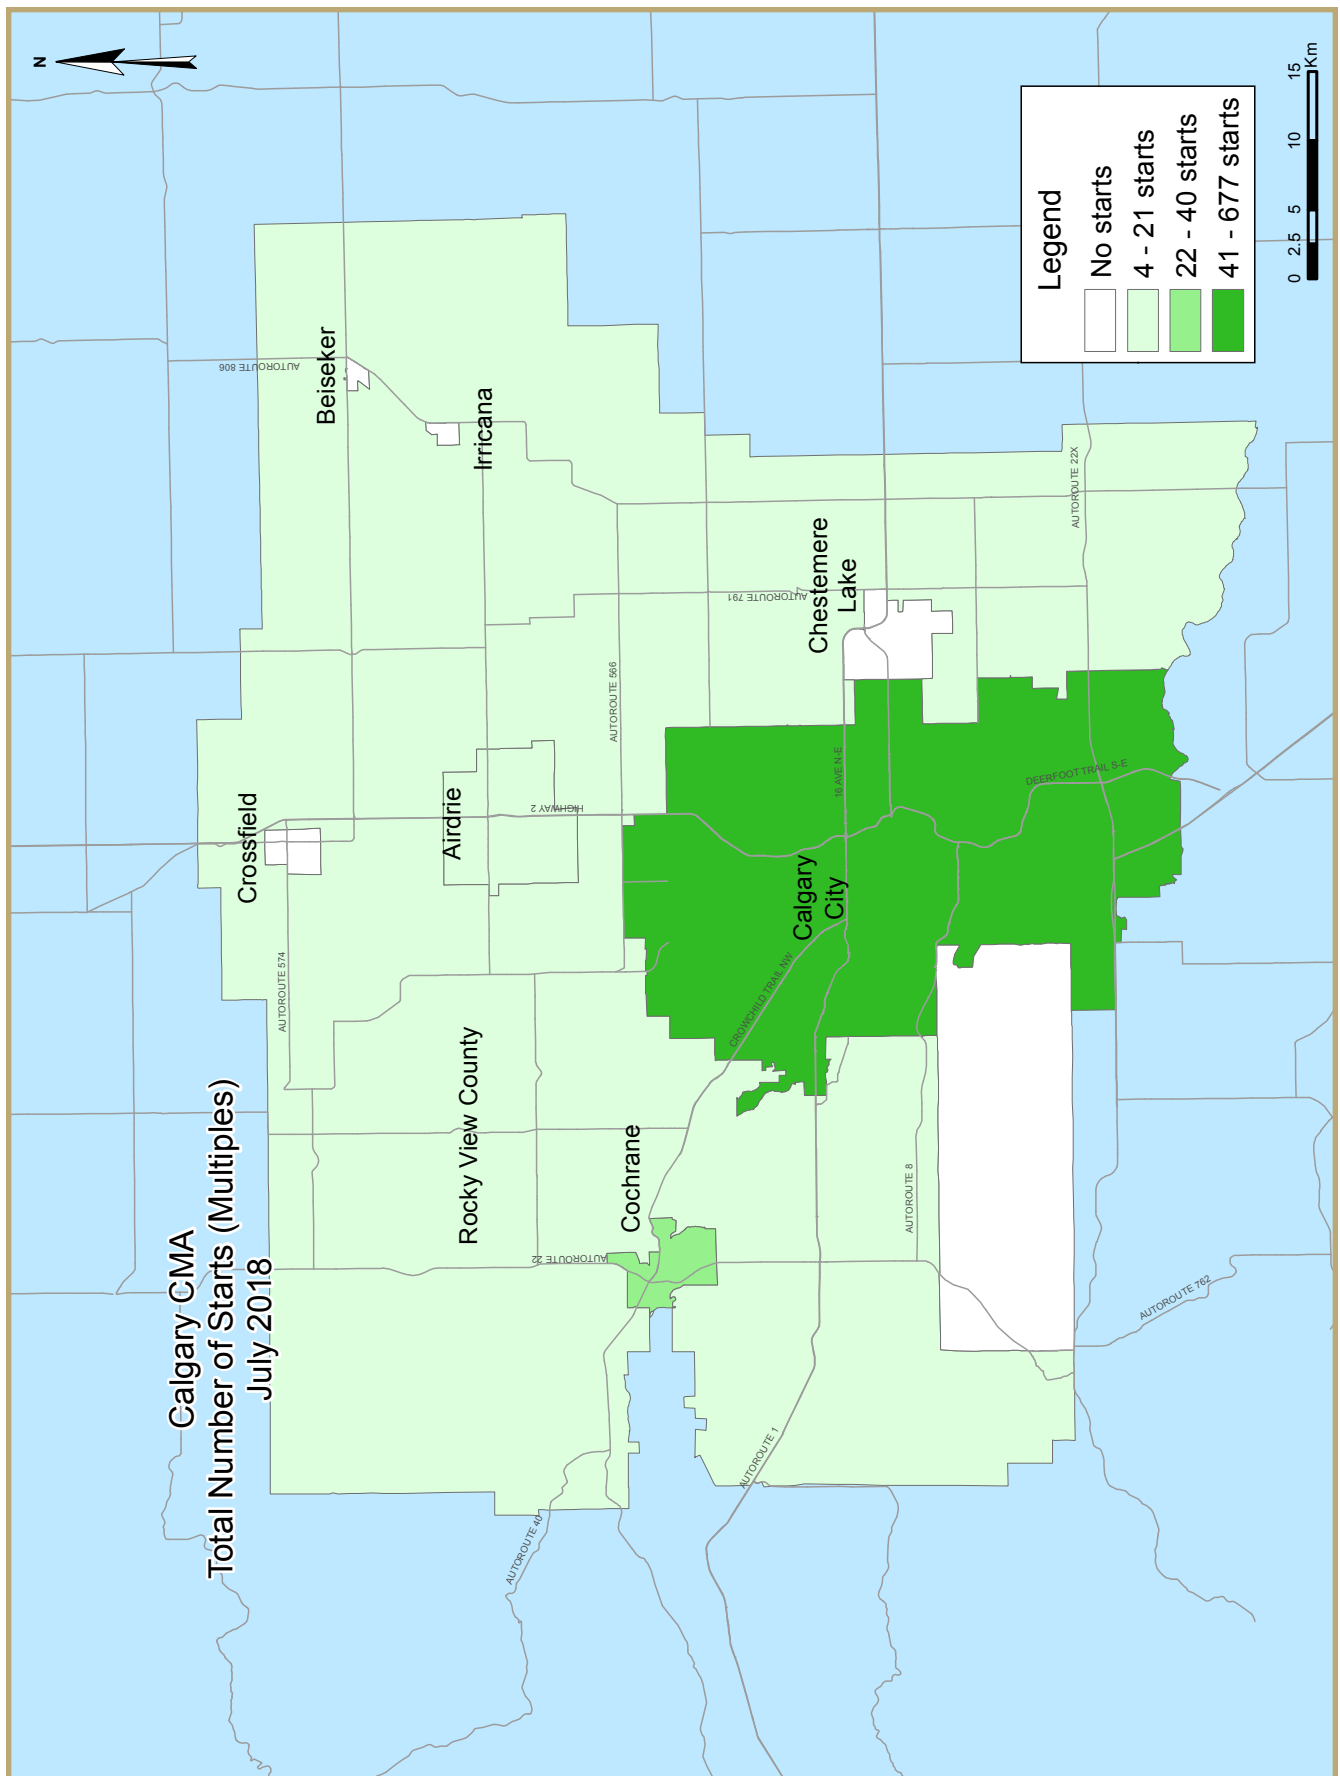 Calgary CMA
Total Number of Starts (Multiples)
July 2018
N
AUTOROUTE 806
Beiseker
Irricana
Crossfield
AUTOROUTE 574
Airdrie
HIGHWAY 2
AUTOROUTE 566
Rocky View County
AUTOROUTE 22
Cochrane
AUTOROUTE 40
AUTOROUTE 791
Chestemere
Lake
16 AVE N-E
Calgary
City
CROWCHILD TRAIL NW
AUTOROUTE 1
AUTOROUTE 8
AUTOROUTE 22X
DEERFOOT TRAIL S-E
AUTOROUTE 762
Legend
No starts
4 - 21 starts
22 - 40 starts
41 - 677 starts
0 2.5 5 10 15
Km